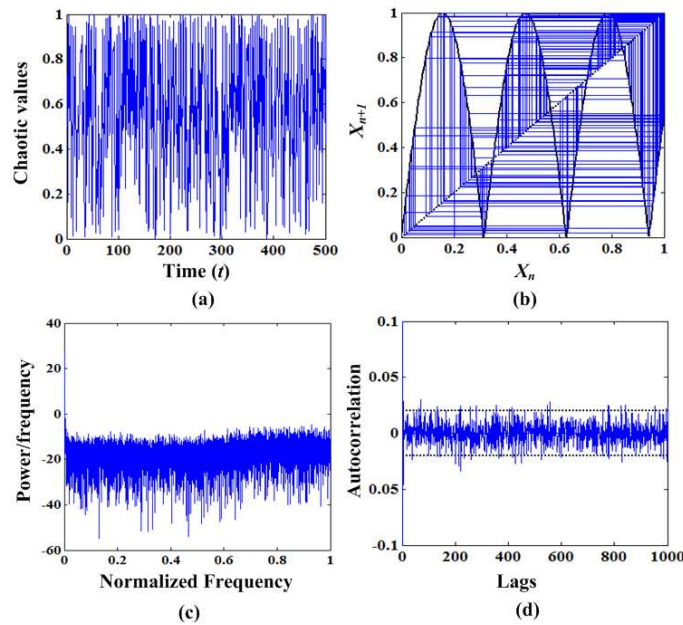 Chaotic values
1
0.8
0.6
0.4
0.2
0
0 100 200 300 400 500
Time (t)
(a)
X_{n+1}
1
0.8
0.6
0.4
0.2
0
0 0.2 0.4 0.6 0.8 1
X_n
(b)
Power/frequency
40
20
0
-20
-40
-60
0 0.2 0.4 0.6 0.8 1
Normalized Frequency
(c)
Autocorrelation
0.1
0.05
0
0.05
-0.1
0 200 400 600 800 1000
Lags
(d)